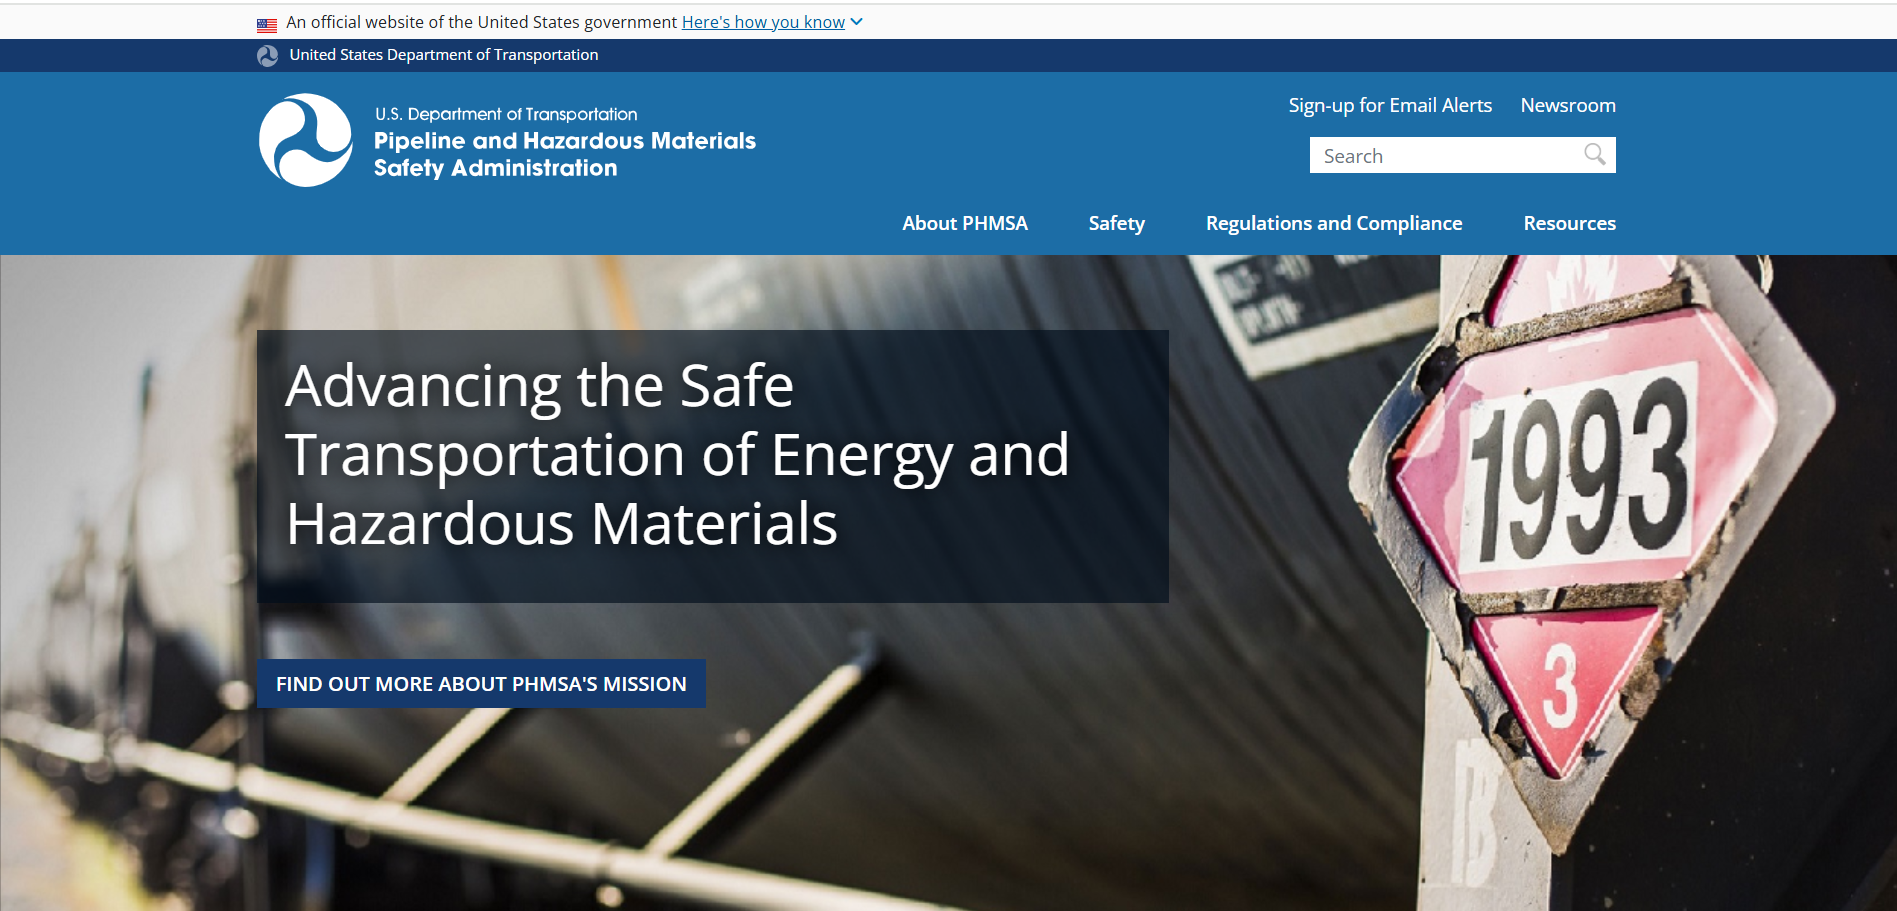 An official website of the United States government Here's how you know
United States Department of Transportation
U.S. Department of Transportation
Pipeline and Hazardous Materials
Safety Administration
Sign-up for Email Alerts Newsroom
Search
About PHMSA Safety Regulations and Compliance Resources
Advancing the Safe
Transportation of Energy and
Hazardous Materials
FIND OUT MORE ABOUT PHMSA'S MISSION
1993
3